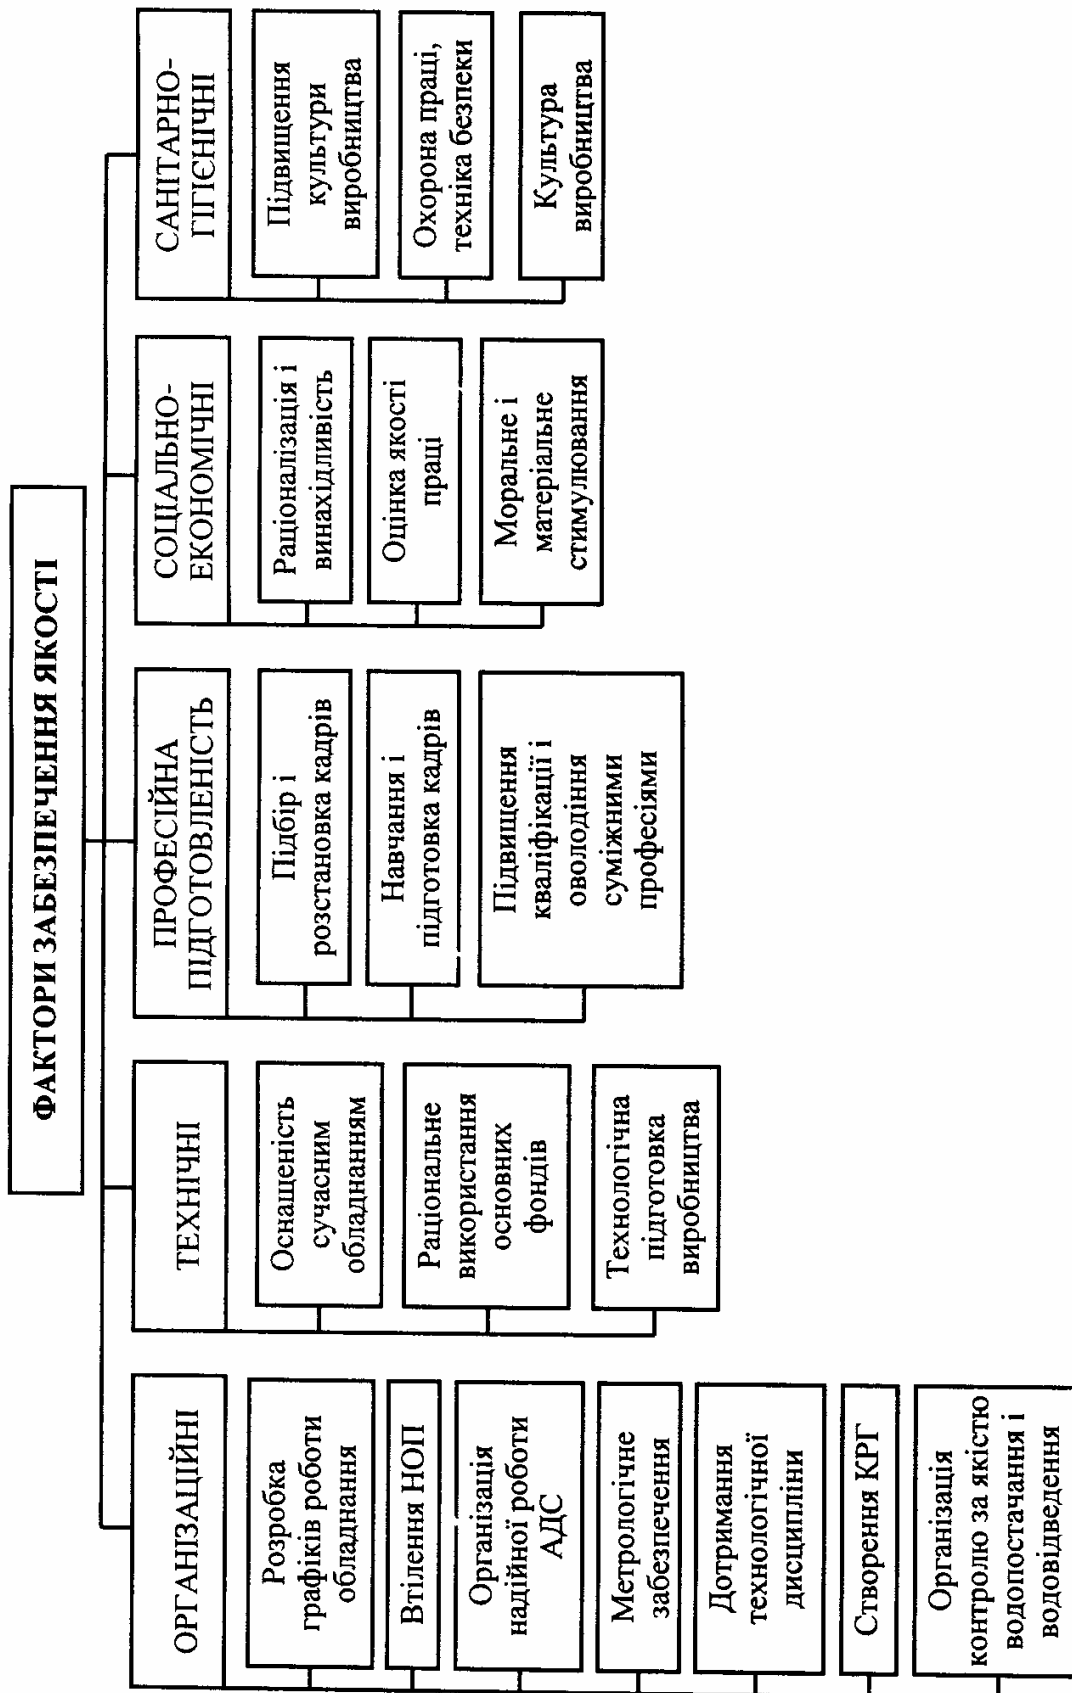 ФАКТОРИ ЗАБЕЗПЕЧЕННЯ ЯКОСТІ
ОРГАНІЗАЦІЙНІ
Розробка
графіків роботи
обладнання
Втілення НОП
Організація
надійної роботи
АДС
Метрологічне
забезпечення
Дотримання
технологічної
дисципліни
Створення КРГ
Організація
контролю за якістю
водопостачання і
водовідведення
ТЕХНІЧНІ
Оснащеність
сучасним
обладнанням
Раціональне
використання
основних
фондів
Технологічна
підготовка
виробництва
ПРОФЕСІЙНА
ПІДГОТОВЛЕНІСТЬ
Підбір і
розстановка кадрів
Навчання і
підготовка кадрів
Підвищення
кваліфікації і
оволодіння
суміжними
професіями
СОЦІАЛЬНО-
ЕКОНОМІЧНІ
Раціоналізація і
винахідливість
Оцінка якості
праці
Моральне і
матеріальне
стимулювання
САНІТАРНО-
ГІГІЄНІЧНІ
Підвищення
культури
виробництва
Охорона праці,
техніка безпеки
Культура
виробництва